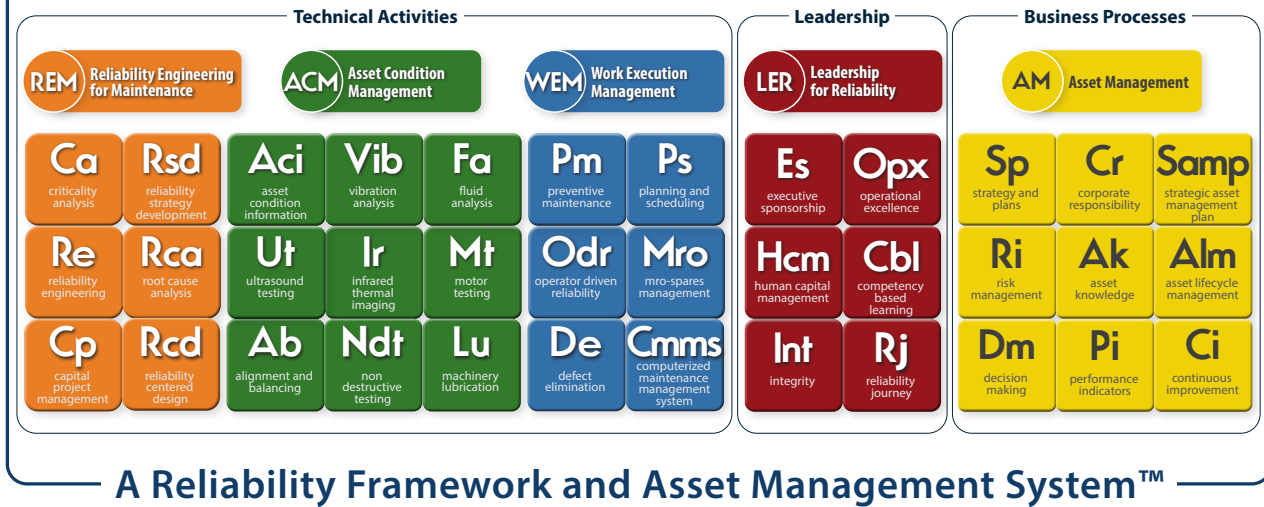 Technical Activities
Leadership
Business Processes
REM
Reliability Engineering
for Maintenance
ACM
Asset Condition
Management
WEM
Work Execution
Management
LER
Leadership
for Reliability
AM
Asset Management
Ca
criticality
analysis
Rsd
reliability
strategy
development
Aci
asset
condition
information
Vib
vibration
analysis
Fa
fluid
analysis
Pm
preventive
maintenance
Ps
planning and
scheduling
Es
executive
sponsorship
Opx
operational
excellence
Sp
strategy and
plans
Cr
corporate
responsibility
Samp
strategic asset
management
plan
Re
reliability
engineering
Rca
root cause
analysis
Ut
ultrasound
testing
Ir
infrared
thermal
imaging
Mt
motor
testing
Odr
operator driven
reliability
Mro
mro-spares
management
Hcm
human capital
management
Cbl
competency
based
learning
Ri
risk
management
Ak
asset
knowledge
Alm
asset lifecycle
management
Cp
capital
project
management
Rcd
reliability
centered
design
Ab
alignment and
balancing
Ndt
non
destructive
testing
Lu
machinery
lubrication
De
defect
elimination
Cmms
computerized
maintenance
management
system
Int
integrity
Rj
reliability
journey
Dm
decision
making
Pi
performance
indicators
Ci
continuous
improvement
A Reliability Framework and Asset Management System™